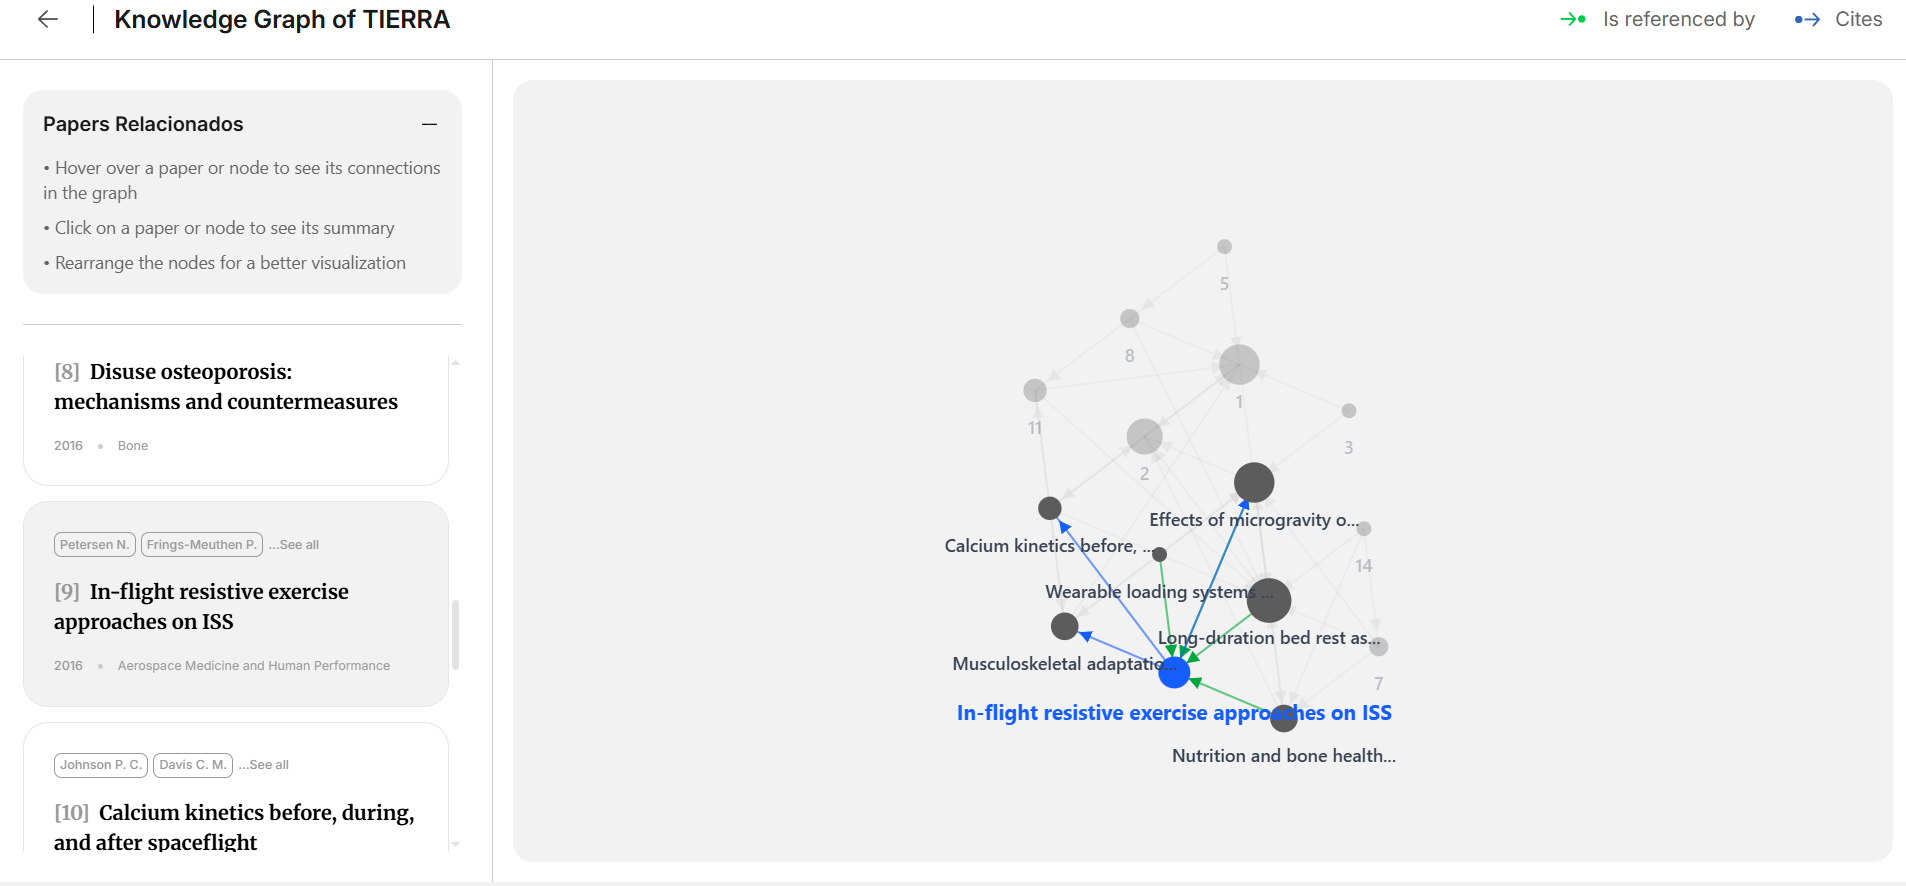 Knowledge Graph of TIERRA
Is referenced by
Cites
Papers Relacionados
• Hover over a paper or node to see its connections
in the graph
• Click on a paper or node to see its summary
• Rearrange the nodes for a better visualization
[8] Disuse osteoporosis:
mechanisms and countermeasures
2016 • Bone
Petersen N. Frings-Meuthen P. ...See all
[9] In-flight resistive exercise
approaches on ISS
2016 • Aerospace Medicine and Human Performance
Johnson P. C. Davis C. M. ...See all
[10] Calcium kinetics before, during,
and after spaceflight
5
8
1
11
3
2
Effects of microgravity o...
Calcium kinetics before, ...
14
Wearable loading systems ...
Long-duration bed rest as...
Musculoskeletal adaptatio...
7
In-flight resistive exercise approaches on ISS
Nutrition and bone health...